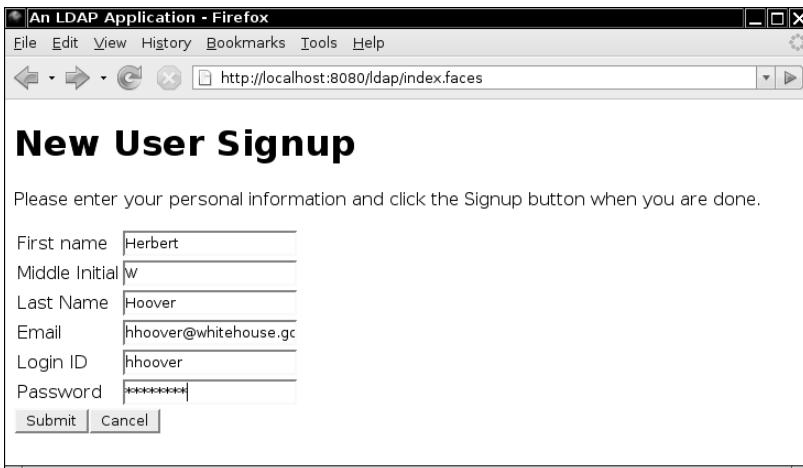 An LDAP Application - Firefox
File Edit View History Bookmarks Tools Help
http://localhost:8080/ldap/index.faces
New User Signup
Please enter your personal information and click the Signup button when you are done.
First name Herbert
Middle Initial W
Last Name Hoover
Email hhoover@whitehouse.gc
Login ID hhoover
Password ********
Submit Cancel